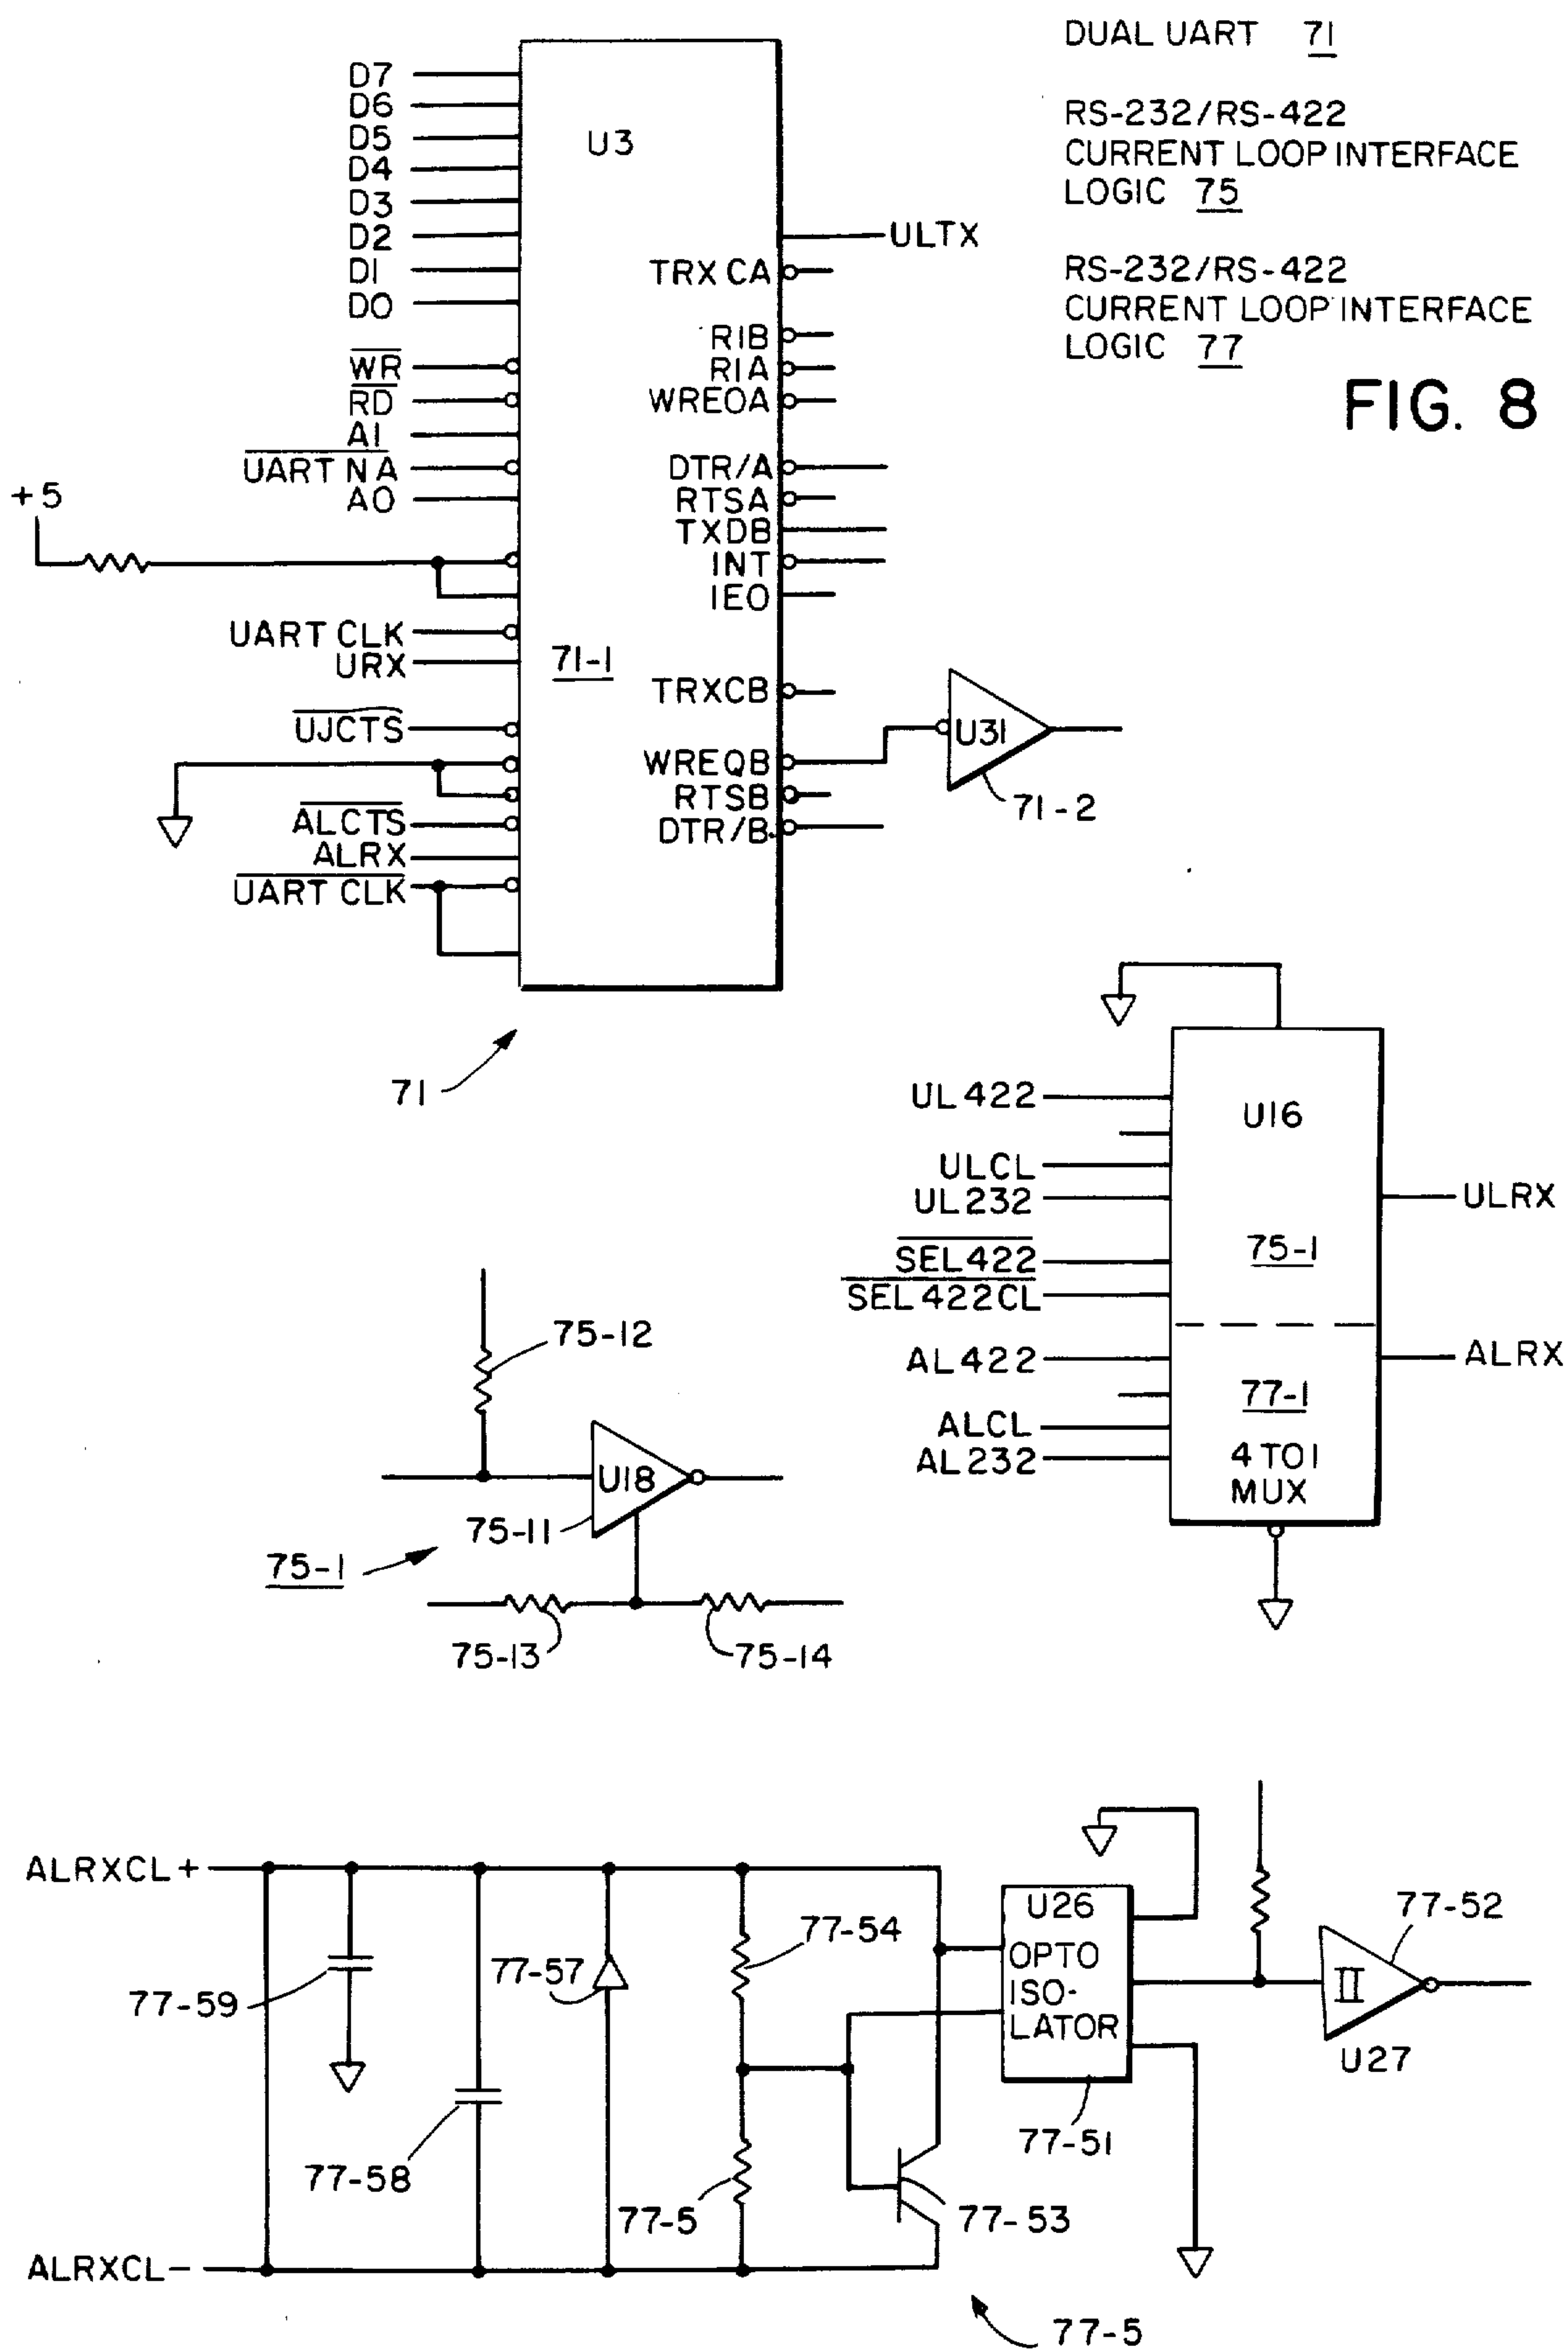 DUAL UART 71
RS-232/RS-422
CURRENT LOOP INTERFACE
LOGIC 75
RS-232/RS-422
CURRENT LOOP INTERFACE
LOGIC 77
FIG. 8
D7
D6
D5
D4
D3
D2
D1
D0
WR
RD
A1
UART N A
A0
+5
UART CLK
URX
UJCTS
ALCTS
ALRX
UART CLK
U3
71-1
ULTX
TRX CA
RIB
RIA
WREOA
DTR/A
RTSA
TXDB
INT
IEO
TRXCB
WREQB
RTSB
DTR/B
U31
71-2
71
UL422
ULCL
UL232
SEL422
SEL422CL
AL422
ALCL
AL232
U16
75-1
77-1
4 TO 1
MUX
ULRX
ALRX
75-12
U18
75-11
75-1
75-13
75-14
ALRXCL+
77-59
77-58
77-57
77-54
77-5
77-53
U26
OPTO
ISO-
LATOR
77-51
77-52
II
U27
ALRXCL-
77-5